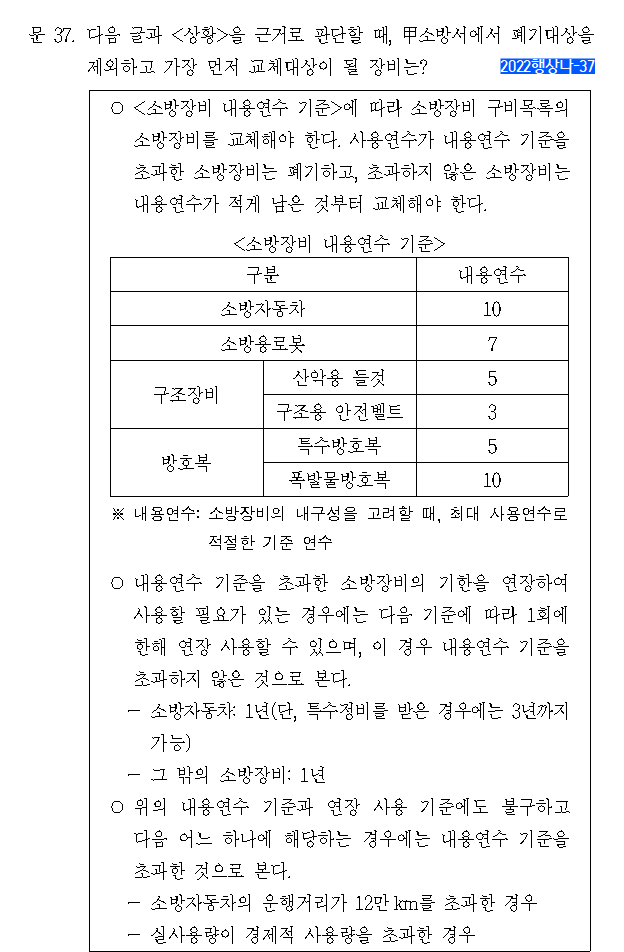 문 37. 다음 글과 <상황>을 근거로 판단할 때, 甲소방서에서 폐기대상을
제외하고 가장 먼저 교체대상이 될 장비는?
2022행상나-37
○ <소방장비 내용연수 기준>에 따라 소방장비 구비목록의
소방장비를 교체해야 한다. 사용연수가 내용연수 기준을
초과한 소방장비는 폐기하고, 초과하지 않은 소방장비는
내용연수가 적게 남은 것부터 교체해야 한다.
<소방장비 내용연수 기준>
구분 내용연수
소방자동차 10
소방용로봇 7
구조장비 산악용 들것 5
구조용 안전벨트 3
방호복 특수방호복 5
폭발물방호복 10
※ 내용연수: 소방장비의 내구성을 고려할 때, 최대 사용연수로
적절한 기준 연수
○ 내용연수 기준을 초과한 소방장비의 기한을 연장하여
사용할 필요가 있는 경우에는 다음 기준에 따라 1회에
한해 연장 사용할 수 있으며, 이 경우 내용연수 기준을
초과하지 않은 것으로 본다.
- 소방자동차: 1년(단, 특수정비를 받은 경우에는 3년까지
가능)
- 그 밖의 소방장비: 1년
○ 위의 내용연수 기준과 연장 사용 기준에도 불구하고
다음 어느 하나에 해당하는 경우에는 내용연수 기준을
초과한 것으로 본다.
- 소방자동차의 운행거리가 12만 km를 초과한 경우
- 실사용량이 경제적 사용량을 초과한 경우